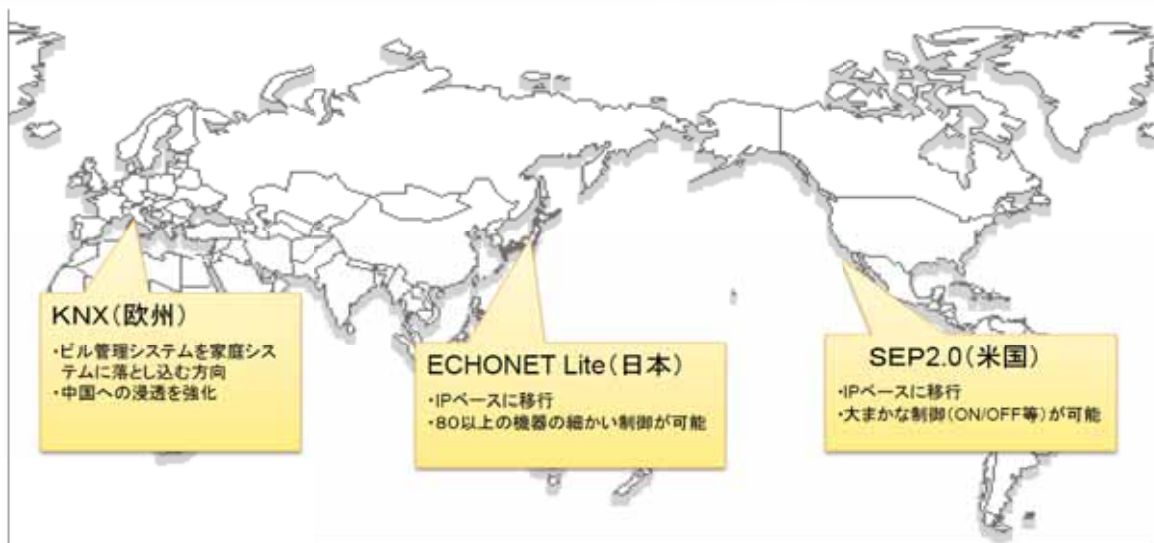 KNX(欧州)
・ビル管理システムを家庭シス
テムに落とし込む方向
・中国への浸透を強化
ECHONET Lite(日本)
・IPベースに移行
・80以上の機器の細かい制御が可能
SEP2.0(米国)
・IPベースに移行
・大まかな制御(ON/OFF等)が可能